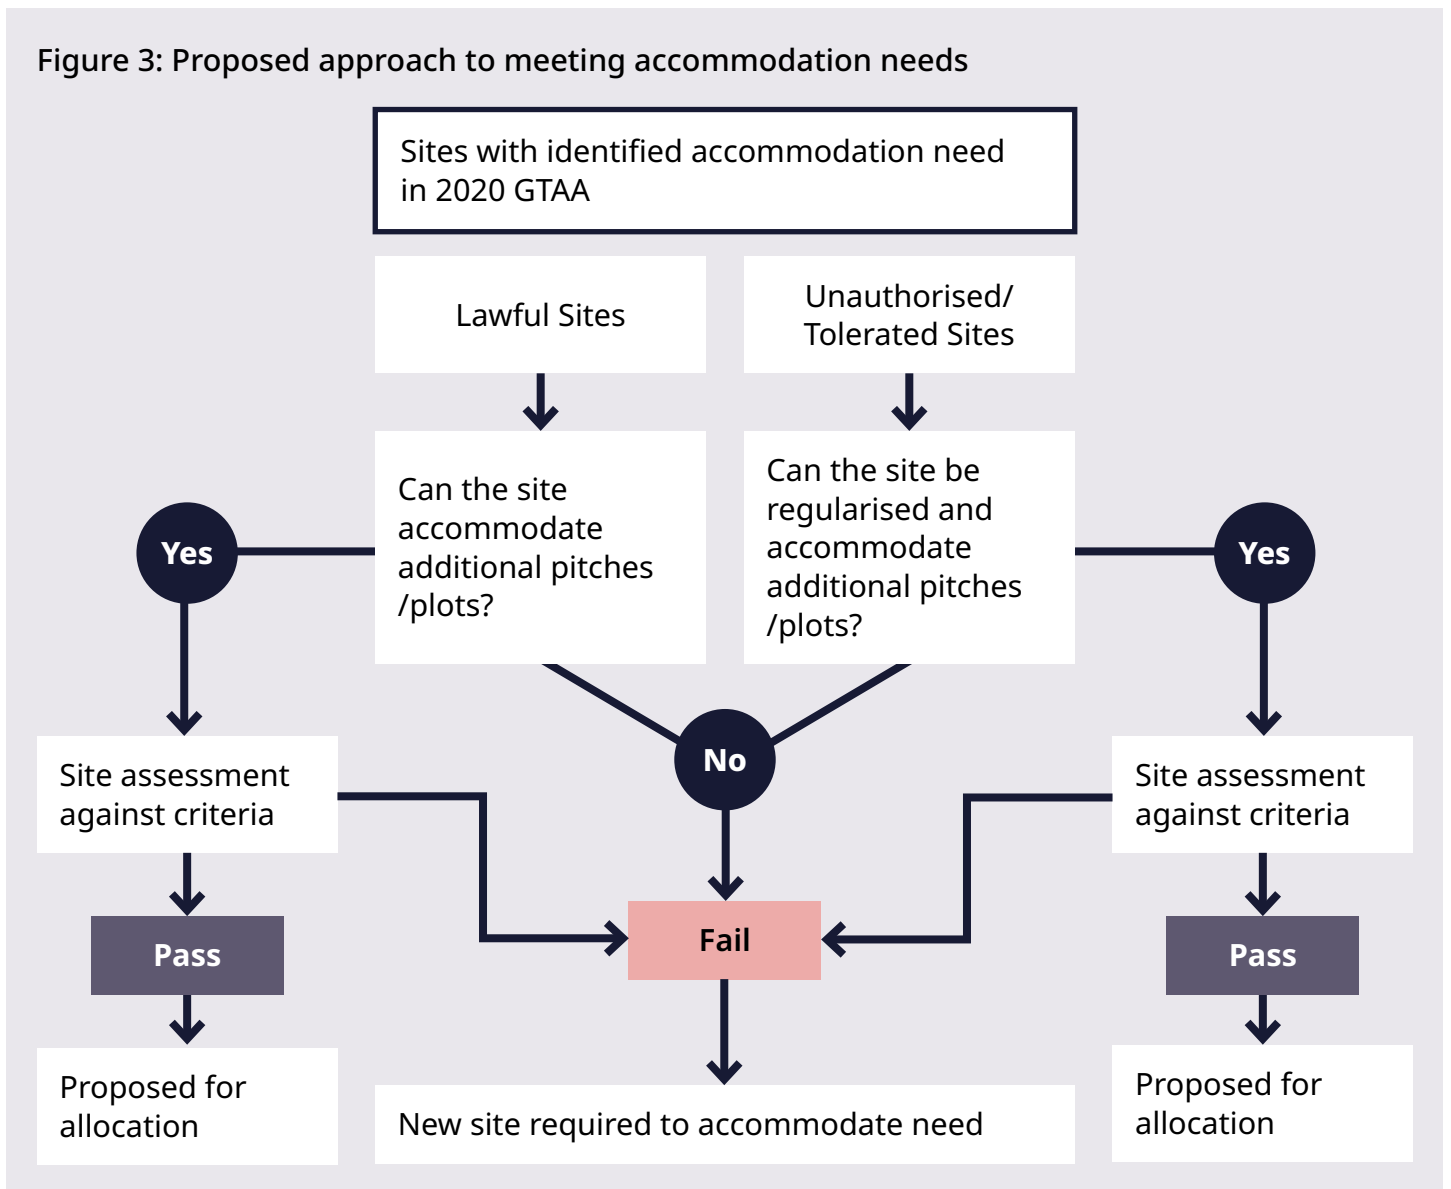 Figure 3: Proposed approach to meeting accommodation needs
Sites with identified accommodation need
in 2020 GTAA
Lawful Sites
Unauthorised/
Tolerated Sites
Can the site
accommodate
additional pitches
/plots?
Can the site be
regularised and
accommodate
additional pitches
/plots?
Yes
Yes
No
Site assessment
against criteria
Site assessment
against criteria
Pass
Fail
Pass
Proposed for
allocation
New site required to accommodate need
Proposed for
allocation